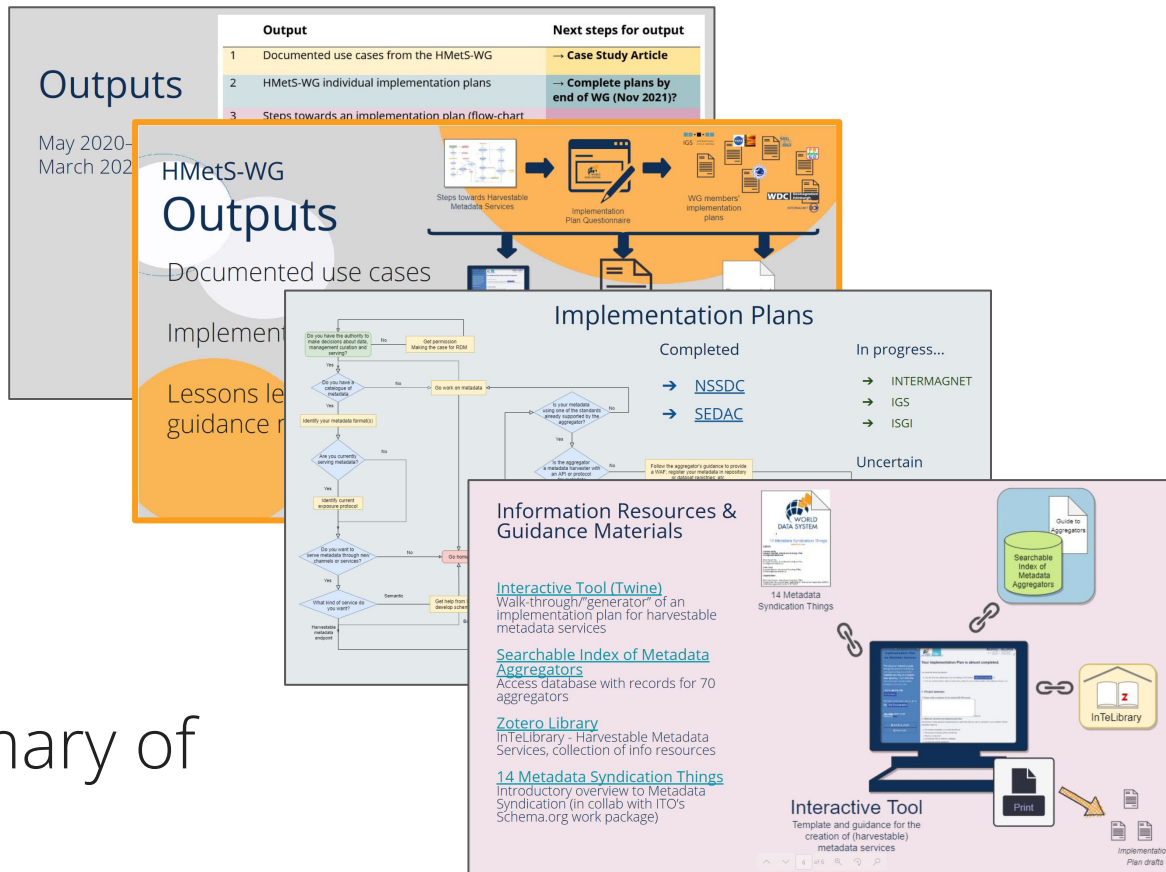 Output
Next steps for output
1 Documented use cases from the HMetS-WG → Case Study Article
2 HMetS-WG individual implementation plans → Complete plans by
end of WG (Nov 2021)?
3 Steps towards an implementation plan (flow-chart
Outputs
May 2020-
March 202
HMetS-WG
Outputs
Documented use cases
Implement
Lessons le
guidance r
Steps towards Harvestable
Metadata Services
Implementation
Plan Questionnaire
IGS
WDC
WG members'
implementation
plans
Implementation Plans
Completed
→ NSSDC
→ SEDAC
In progress...
→ INTERMAGNET
→ IGS
→ ISGI
Uncertain
Do you have the authority to
make decisions about data,
management curation and
serving?
No
Get permission
Making the case for RDM
Yes
Do you have a
catalogue of
metadata
No
Go work on metadata
Yes
Identify your metadata format(s)
Are you currently
serving metadata?
No
Yes
Identify current
exposure protocol
Do you want to
serve metadata through new
channels or services?
No
Go home
Yes
What kind of service do
you want?
Semantic
Get help from
develop schem
Harvestable
metadata
endpoint
Is your metadata
using one of the standards
already supported by the
aggregator?
No
Yes
Is the aggregator
a metadata harvester with
an API or protocol
No
Follow the aggregator's guidance to provide
a WAF, register your metadata in repository
or dataset registries, etc.
Information Resources &
Guidance Materials
Interactive Tool (Twine)
Walk-through/"generator" of an
implementation plan for harvestable
metadata services
Searchable Index of Metadata
Aggregators
Access database with records for 70
aggregators
Zotero Library
InTeLibrary - Harvestable Metadata
Services, collection of info resources
14 Metadata Syndication Things
Introductory overview to Metadata
Syndication (in collab with ITO's
Schema.org work package)
WORLD
DATA SYSTEM
14 Metadata Syndication Things
14 Metadata
Syndication Things
Guide to
Aggregators
Searchable
Index of
Metadata
Aggregators
Your Implementation Plan is almost completed.
Z
InTeLibrary
Print
Interactive Tool
Template and guidance for the
creation of (harvestable)
metadata services
Implementatio
Plan drafts
6 of 6
nary of